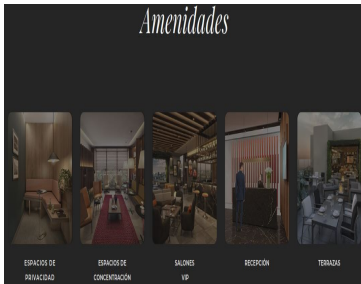 Amenidades
ESPACIOS DE
PRIVACIDAD
ESPACIOS DE
CONCENTRACIÓN
SALONES
VIP
RECEPCIÓN
TERRAZAS